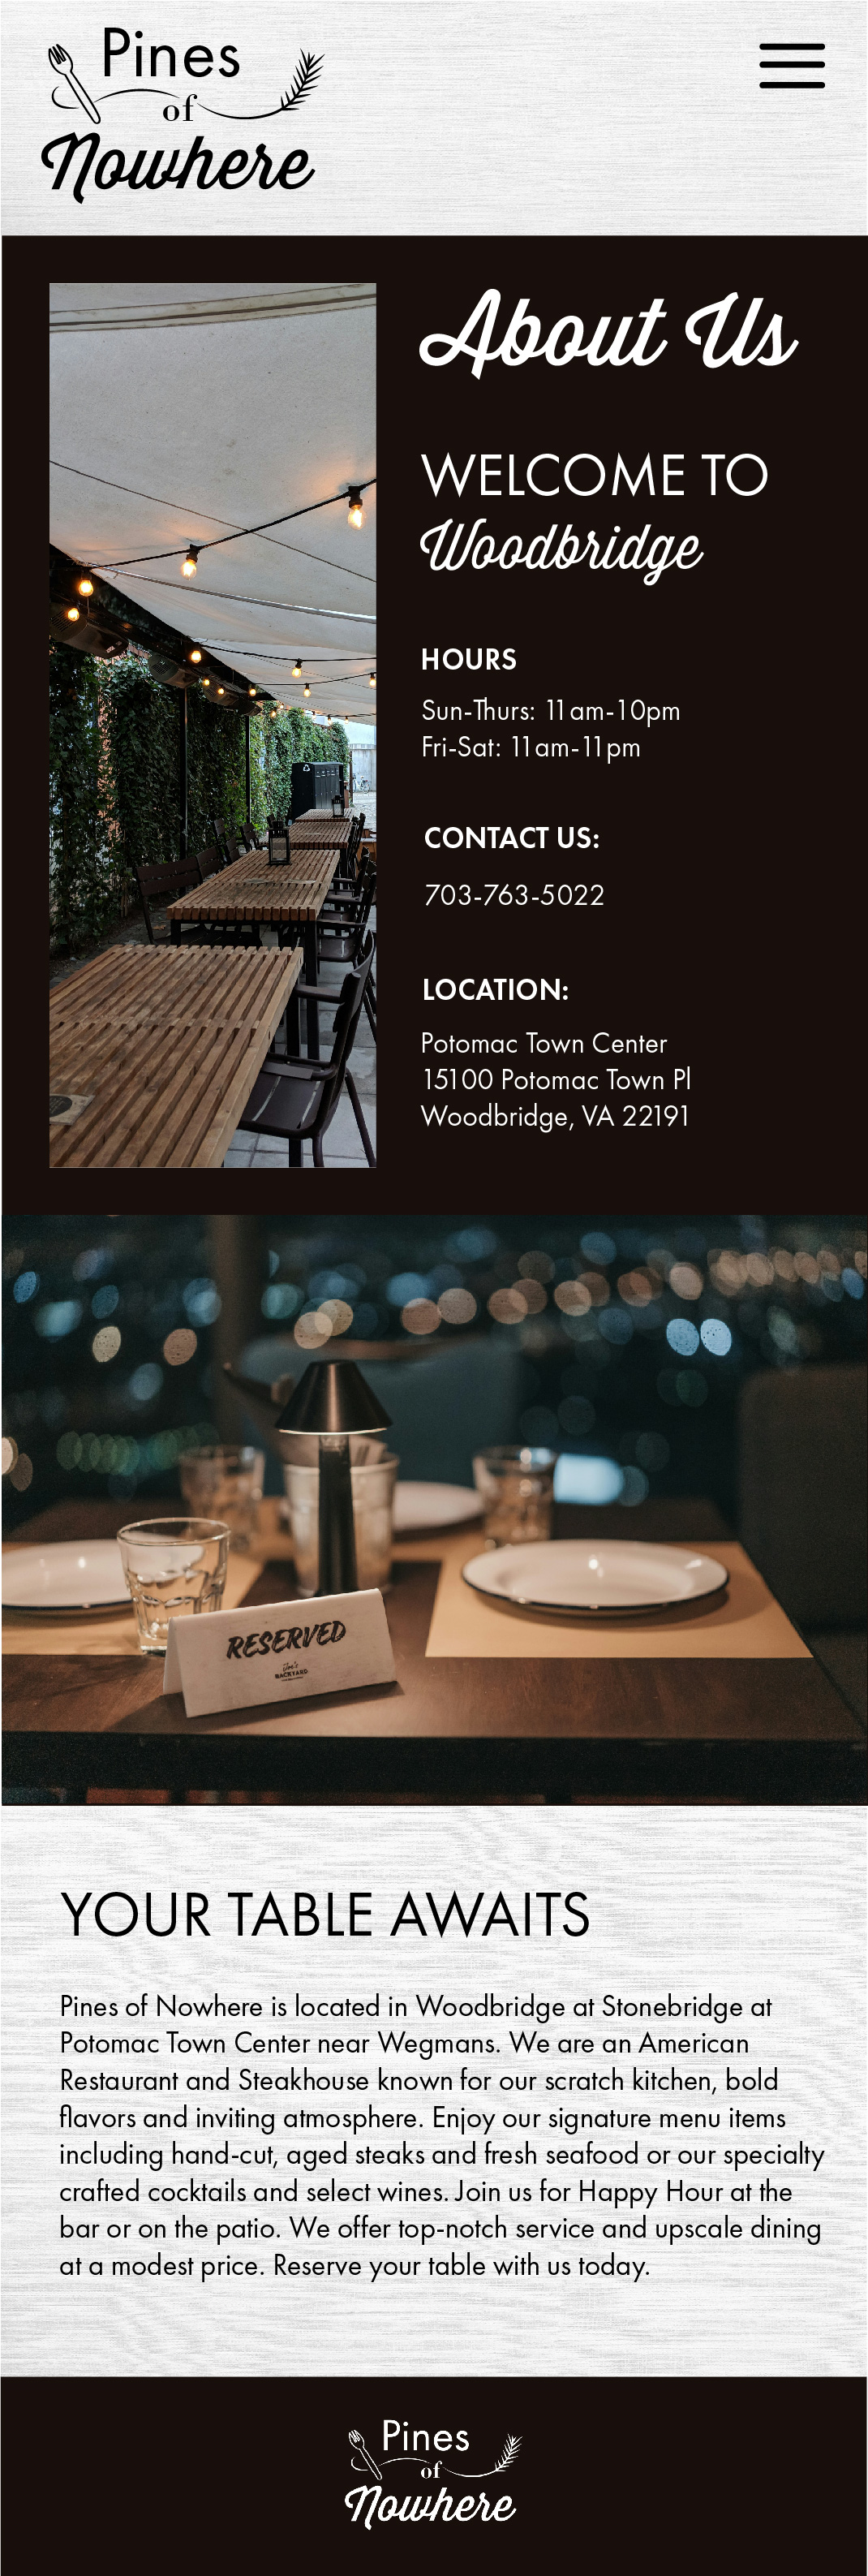 Pines
of
Nowhere
About Us
WELCOME TO
Woodbridge
HOURS
Sun-Thurs: 11am-10pm
Fri-Sat: 11am-11pm
CONTACT US:
703-763-5022
LOCATION:
Potomac Town Center
15100 Potomac Town Pl
Woodbridge, VA 22191
RESERVED
Joe's
BACKYARD
YOUR TABLE AWAITS
Pines of Nowhere is located in Woodbridge at Stonebridge at
Potomac Town Center near Wegmans. We are an American
Restaurant and Steakhouse known for our scratch kitchen, bold
flavors and inviting atmosphere. Enjoy our signature menu items
including hand-cut, aged steaks and fresh seafood or our specialty
crafted cocktails and select wines. Join us for Happy Hour at the
bar or on the patio. We offer top-notch service and upscale dining
at a modest price. Reserve your table with us today.
Pines
of
Nowhere